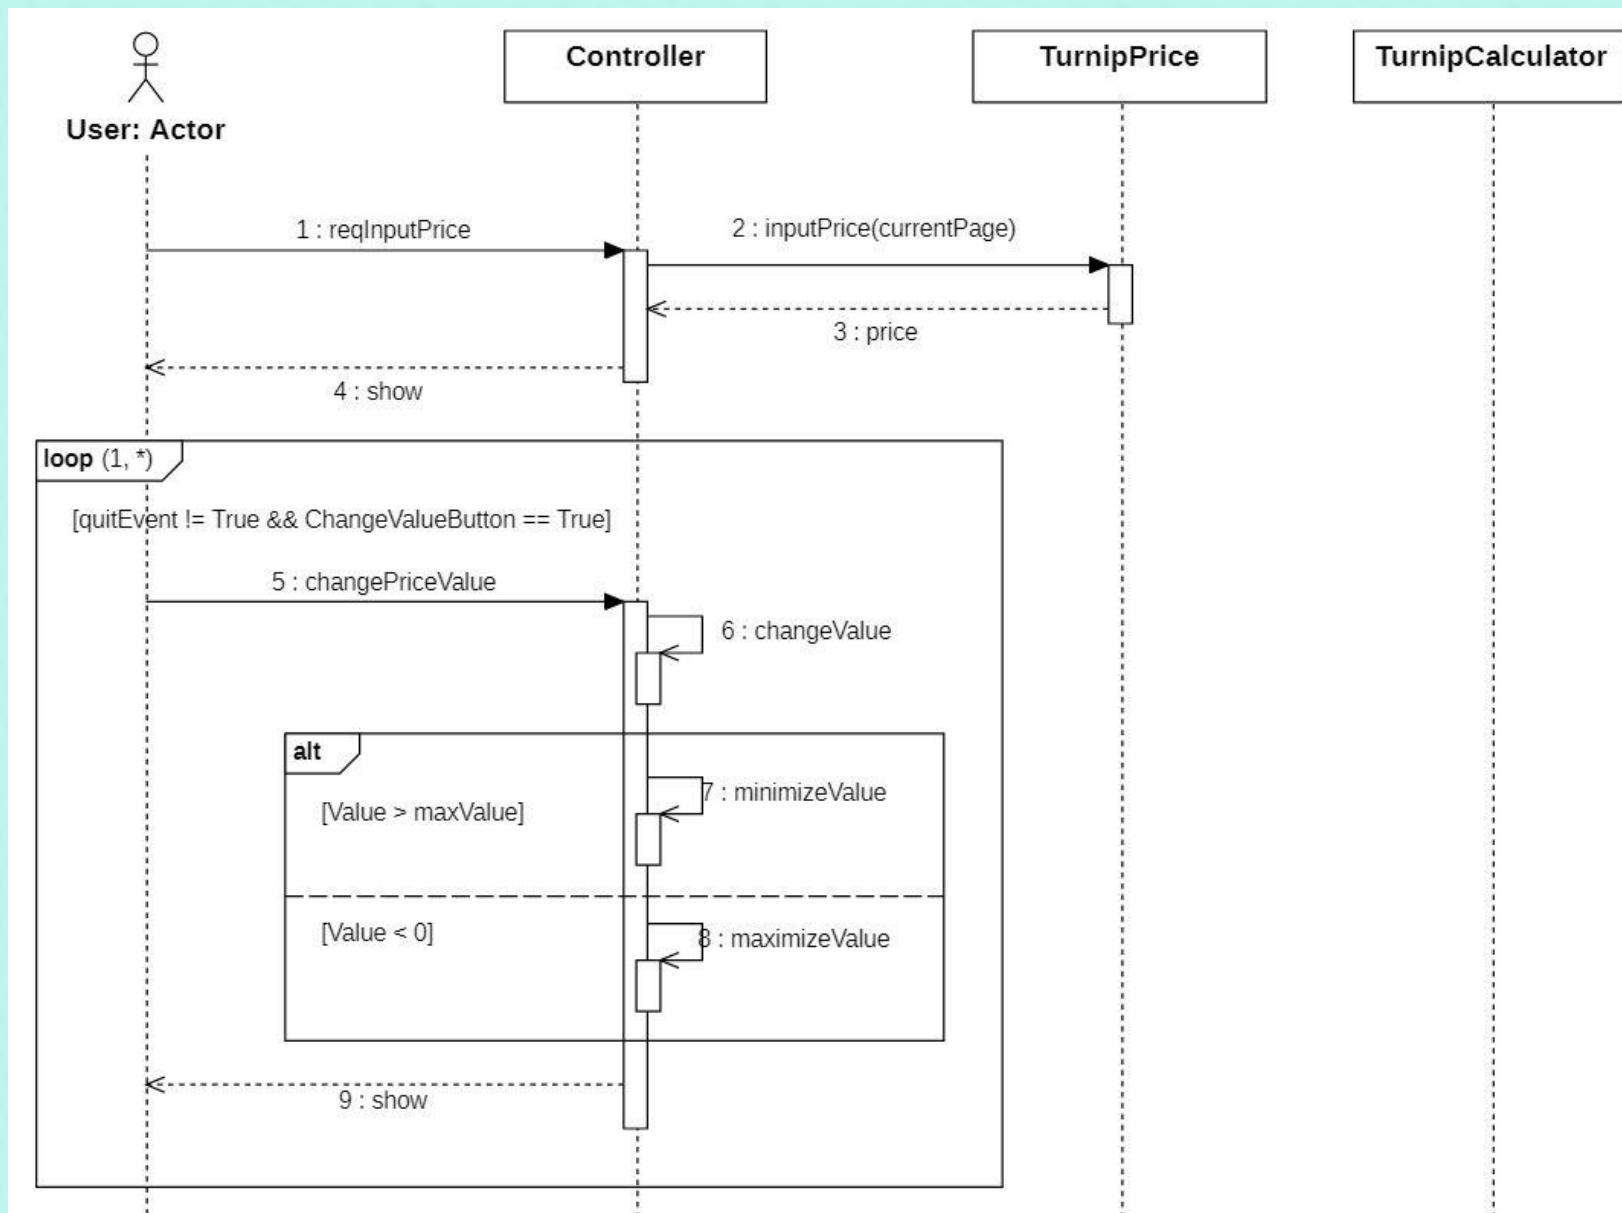 Controller
TurnipPrice
TurnipCalculator
User: Actor
1 : reqInputPrice
2 : inputPrice(currentPage)
3 : price
4 : show
loop (1, *)
[quitEvent != True && ChangeValueButton == True]
5 : changePriceValue
6 : changeValue
alt
7 : minimizeValue
[Value > maxValue]
[Value < 0]
8 : maximizeValue
9 : show